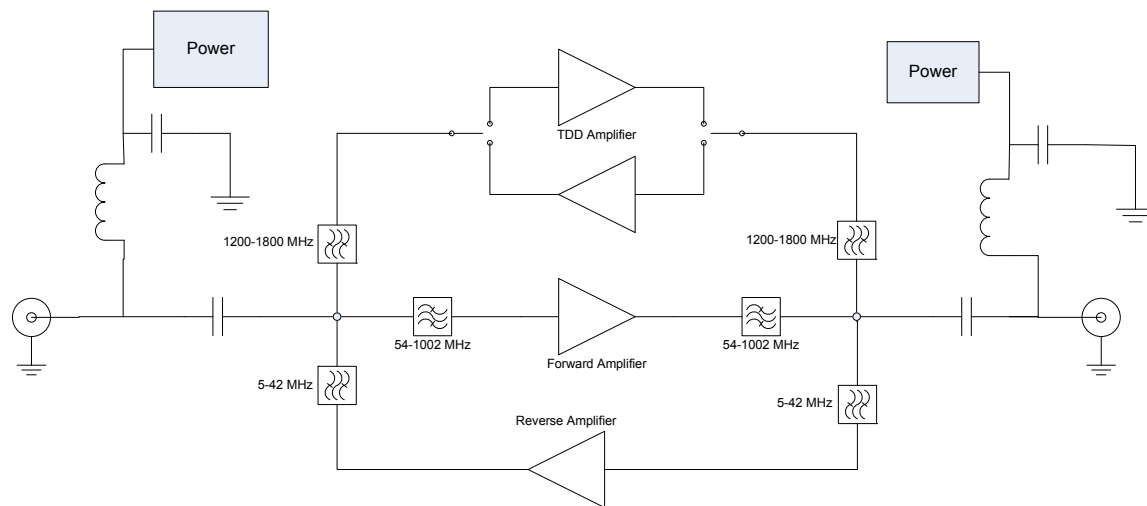 Power
Power
TDD Amplifier
1200-1800 MHz
1200-1800 MHz
54-1002 MHz
54-1002 MHz
Forward Amplifier
5-42 MHz
5-42 MHz
Reverse Amplifier